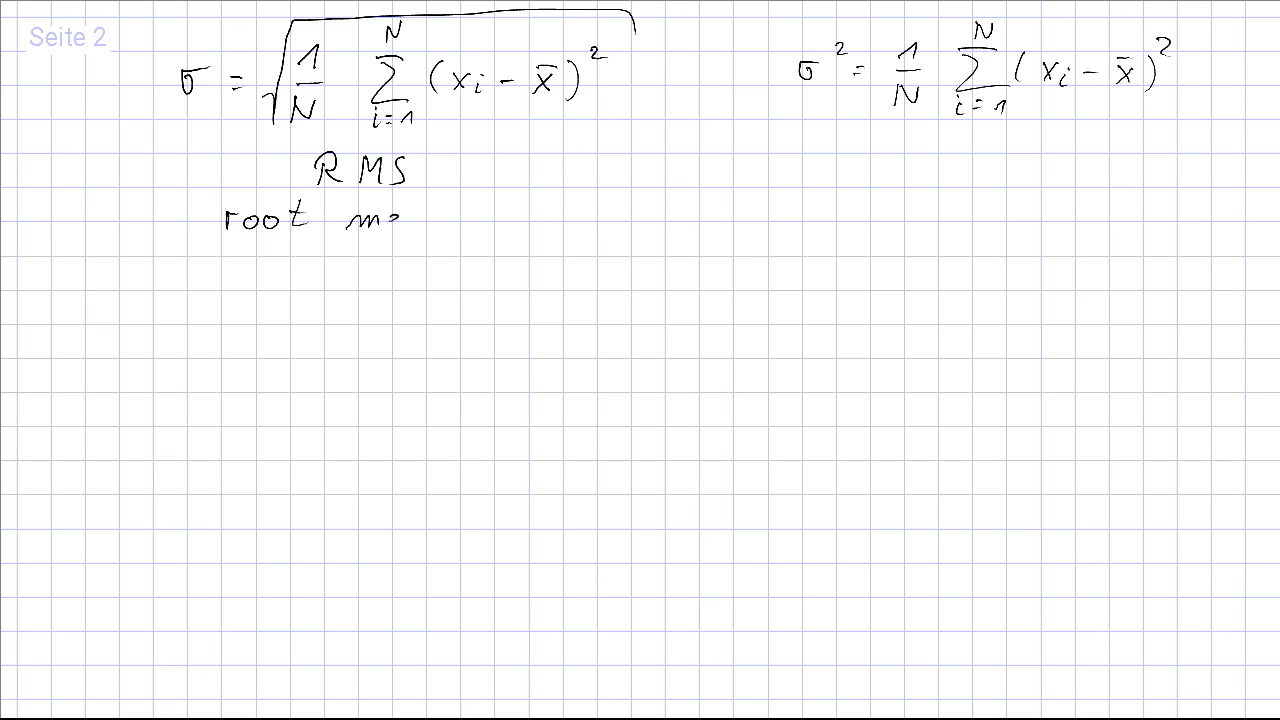 Seite 2
σ = √(1/N ∑_{i=1}^{N} (x_i − x̄)²)
σ² = 1/N ∑_{i=1}^{N} (x_i − x̄)²
RMS
root